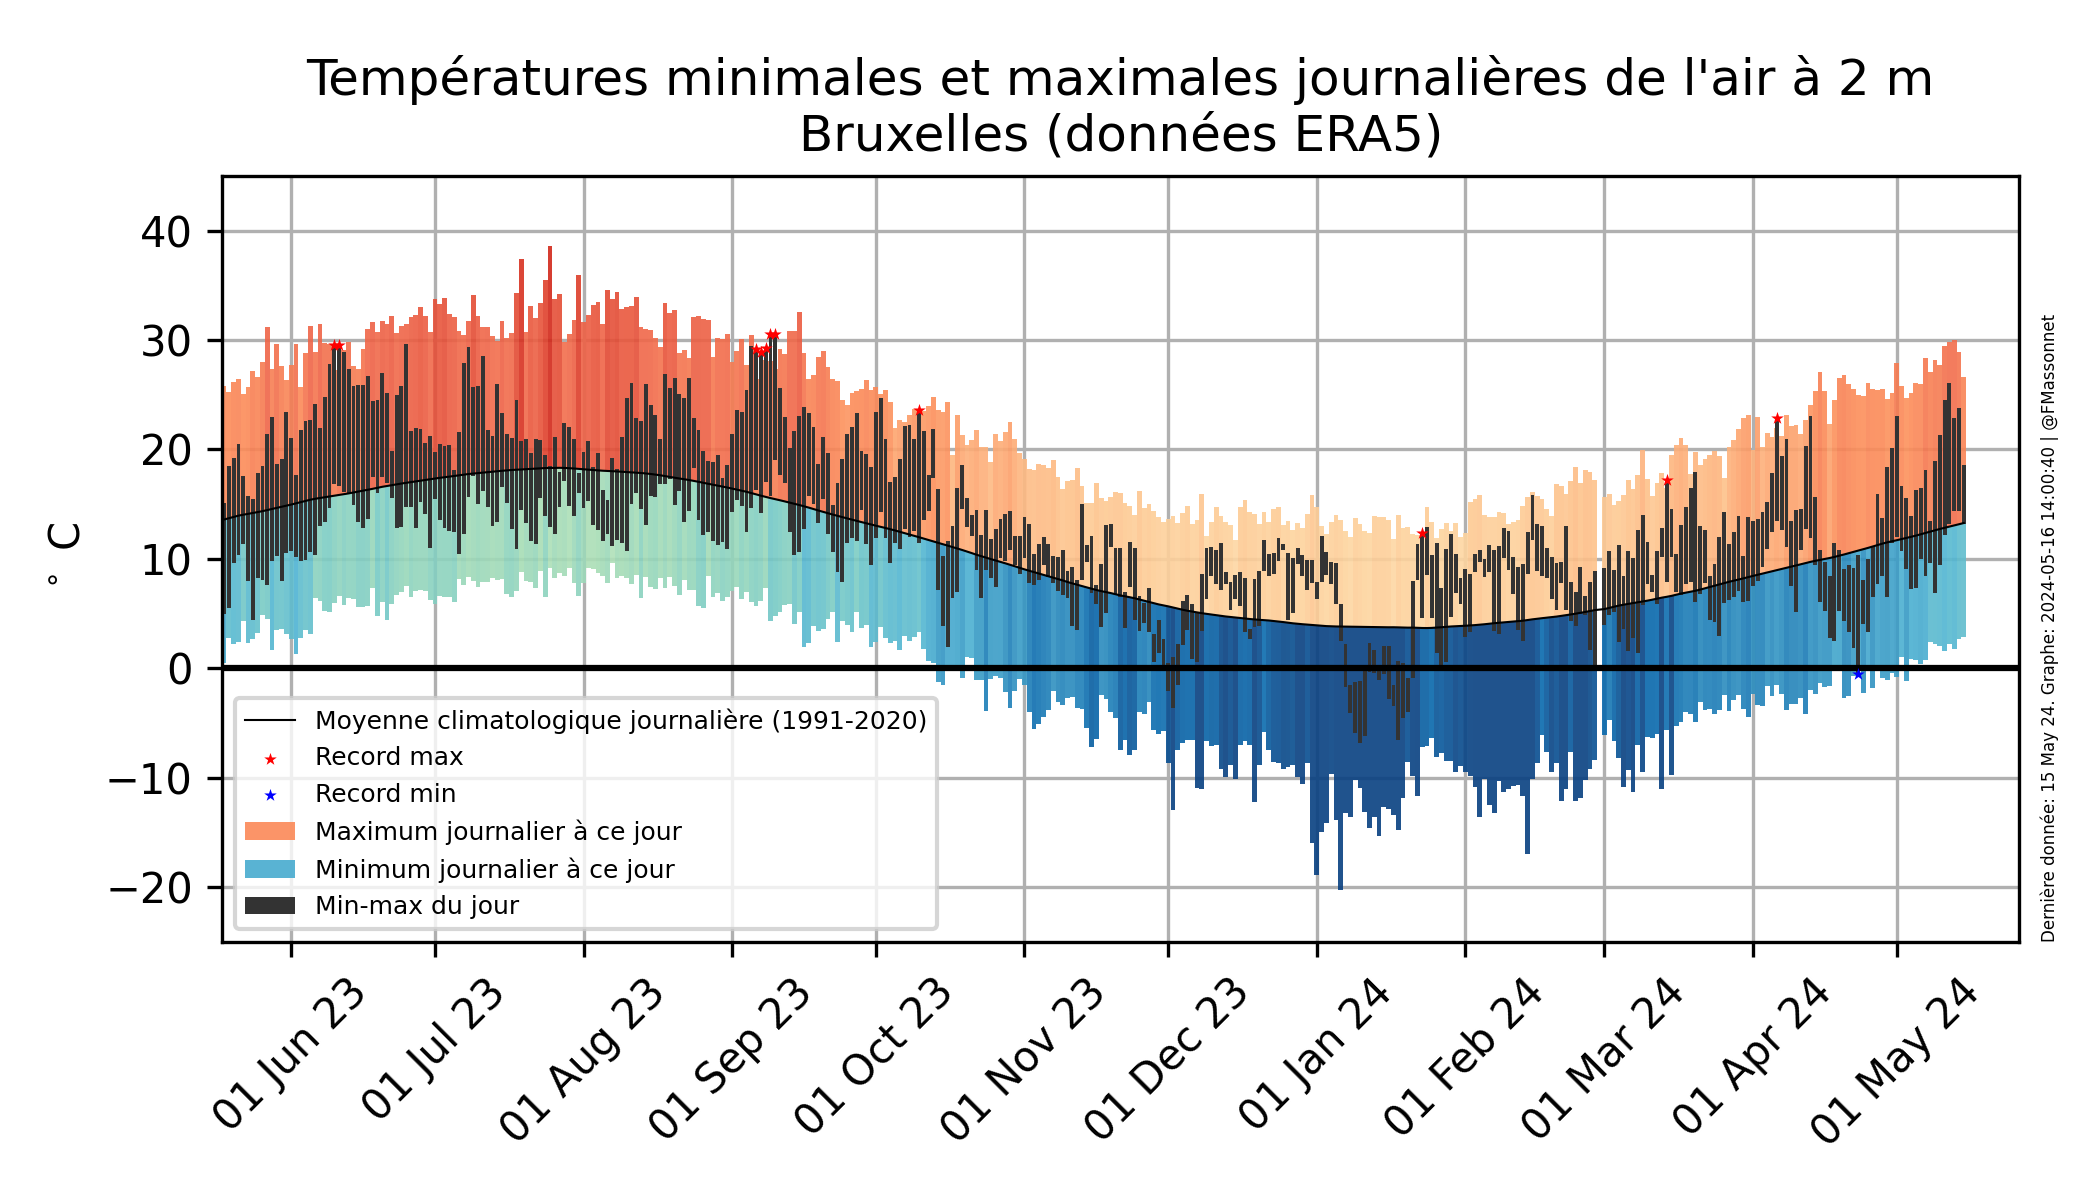 Températures minimales et maximales journalières de l'air à 2 m
Bruxelles (données ERA5)
40
30
20
10
0
−10
−20
° C
Moyenne climatologique journalière (1991-2020)
Record max
Record min
Maximum journalier à ce jour
Minimum journalier à ce jour
Min-max du jour
01 Jun 23
01 Jul 23
01 Aug 23
01 Sep 23
01 Oct 23
01 Nov 23
01 Dec 23
01 Jan 24
01 Feb 24
01 Mar 24
01 Apr 24
01 May 24
Dernière donnée: 15 May 24. Graphe: 2024-05-16 14:00:40 | @FMassonnet